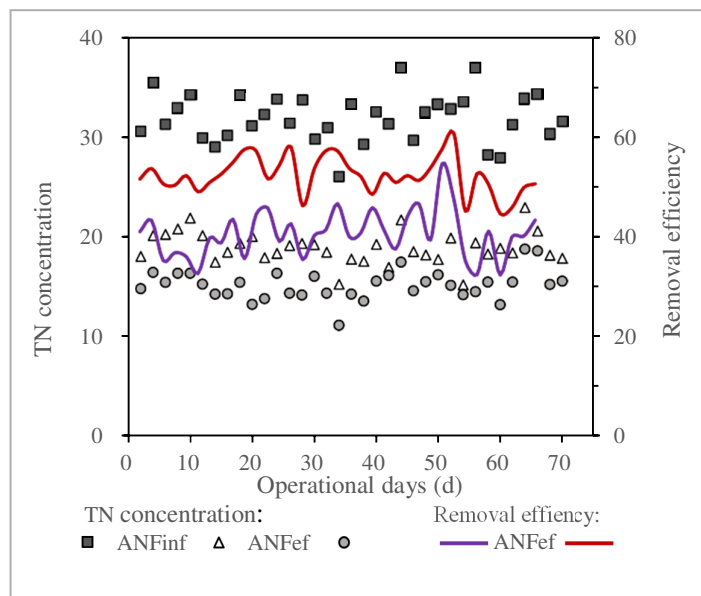 40
80
30
60
20
40
10
20
0
0
TN concentration
Removal efficiency
0 10 20 30 40 50 60 70
Operational days (d)
TN concentration: Removal effiency:
ANFinf ANFef ANFef